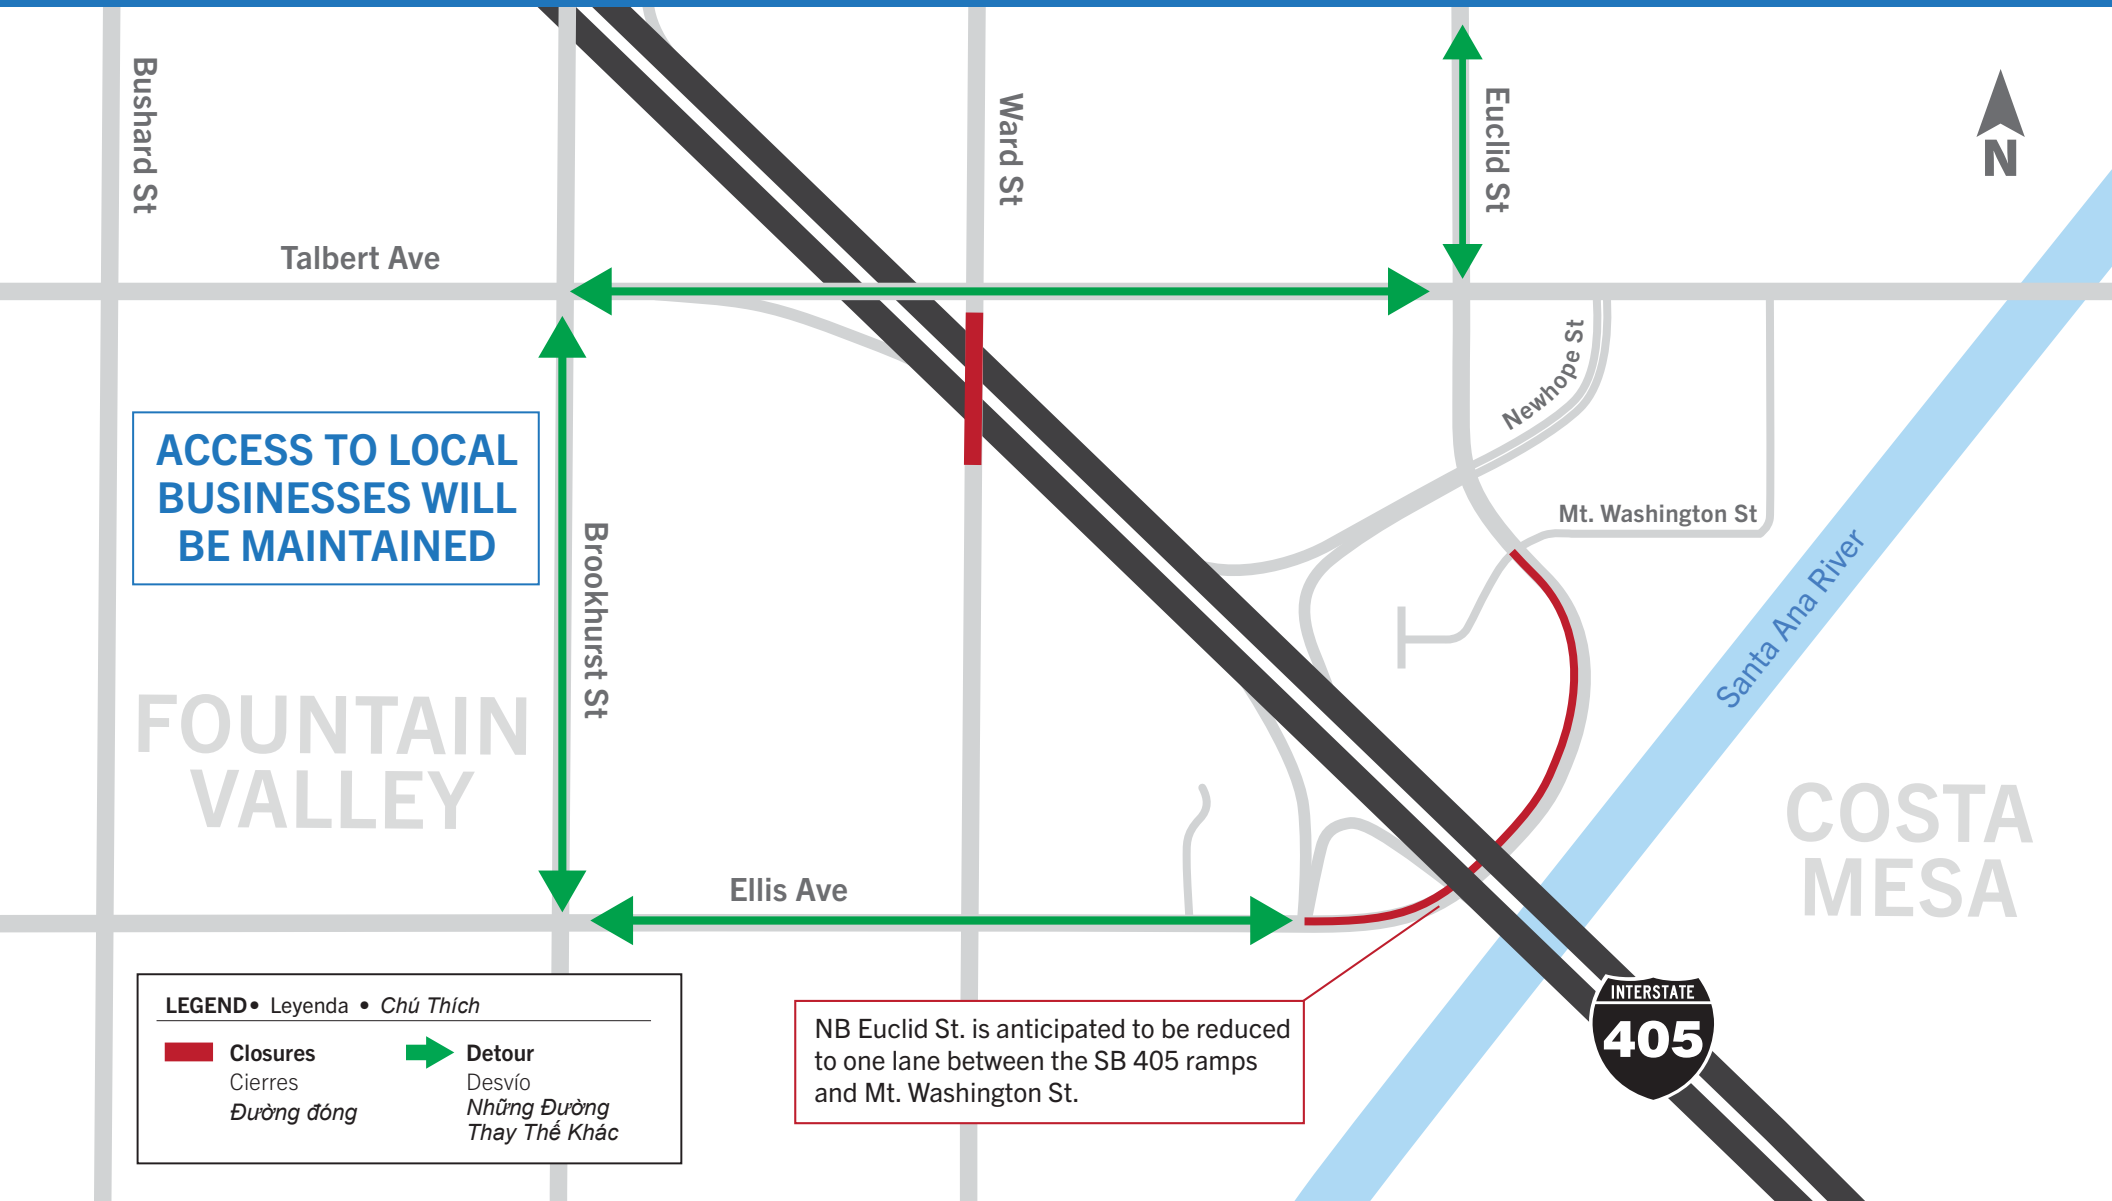 Bushard St
Ward St
Euclid St
N
Talbert Ave
Newhope St
ACCESS TO LOCAL
BUSINESSES WILL
BE MAINTAINED
Mt. Washington St
Brookhurst St
Santa Ana River
FOUNTAIN
VALLEY
COSTA
MESA
Ellis Ave
LEGEND • Leyenda • Chú Thích
Closures
Cierres
Đường đóng
Detour
Desvío
Những Đường
Thay Thế Khác
NB Euclid St. is anticipated to be reduced
to one lane between the SB 405 ramps
and Mt. Washington St.
INTERSTATE
405